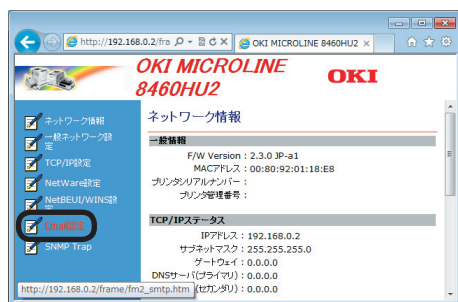 http://192.168.0.2/fra
OKI MICROLINE 8460HU2
OKI MICROLINE
8460HU2
OKI
ネットワーク情報
一般ネットワーク設
定
TCP/IP設定
NetWare設定
NetBEUI/WINS設
定
Email設定
SNMP Trap
ネットワーク情報
一般情報
F/W Version : 2.3.0 JP-a1
MACアドレス : 00:80:92:01:18:E8
プリンタシリアルナンバー :
プリンタ管理番号 :
TCP/IPステータス
IPアドレス : 192.168.0.2
サブネットマスク : 255.255.255.0
ゲートウェイ : 0.0.0.0
DNSサーバ(プライマリ) : 0.0.0.0
(セカンダリ) : 0.0.0.0
http://192.168.0.2/frame/fm2_smtp.htm